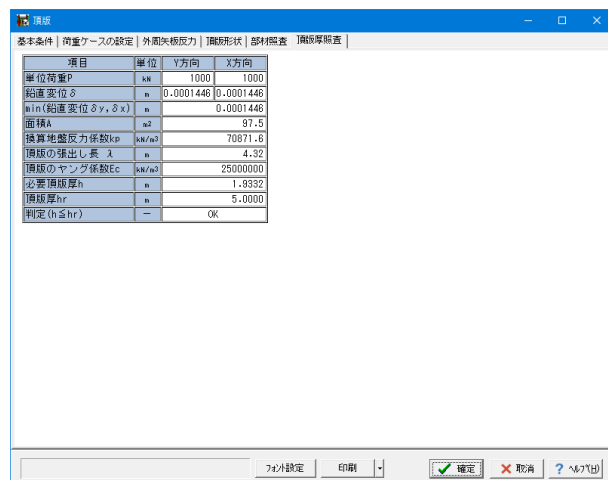 頂版
基本条件 荷重ケースの設定 外周矢板反力 頂版形状 部材照査 頂版厚照査
項目 単位 Y方向 X方向
単位荷重P kN 1000 1000
鉛直変位δ m 0.0001446 0.0001446
min(鉛直変位δy,δx) m 0.0001446
面積A m2 97.5
換算地盤反力係数kp kN/m3 70871.6
頂版の張出し長 λ m 4.32
頂版のヤング係数Ec kN/m3 25000000
必要頂版厚h m 1.9332
頂版厚hr m 5.0000
判定(h≦hr) － OK
フォント設定 印刷 確定 取消 ? ヘルプ(H)